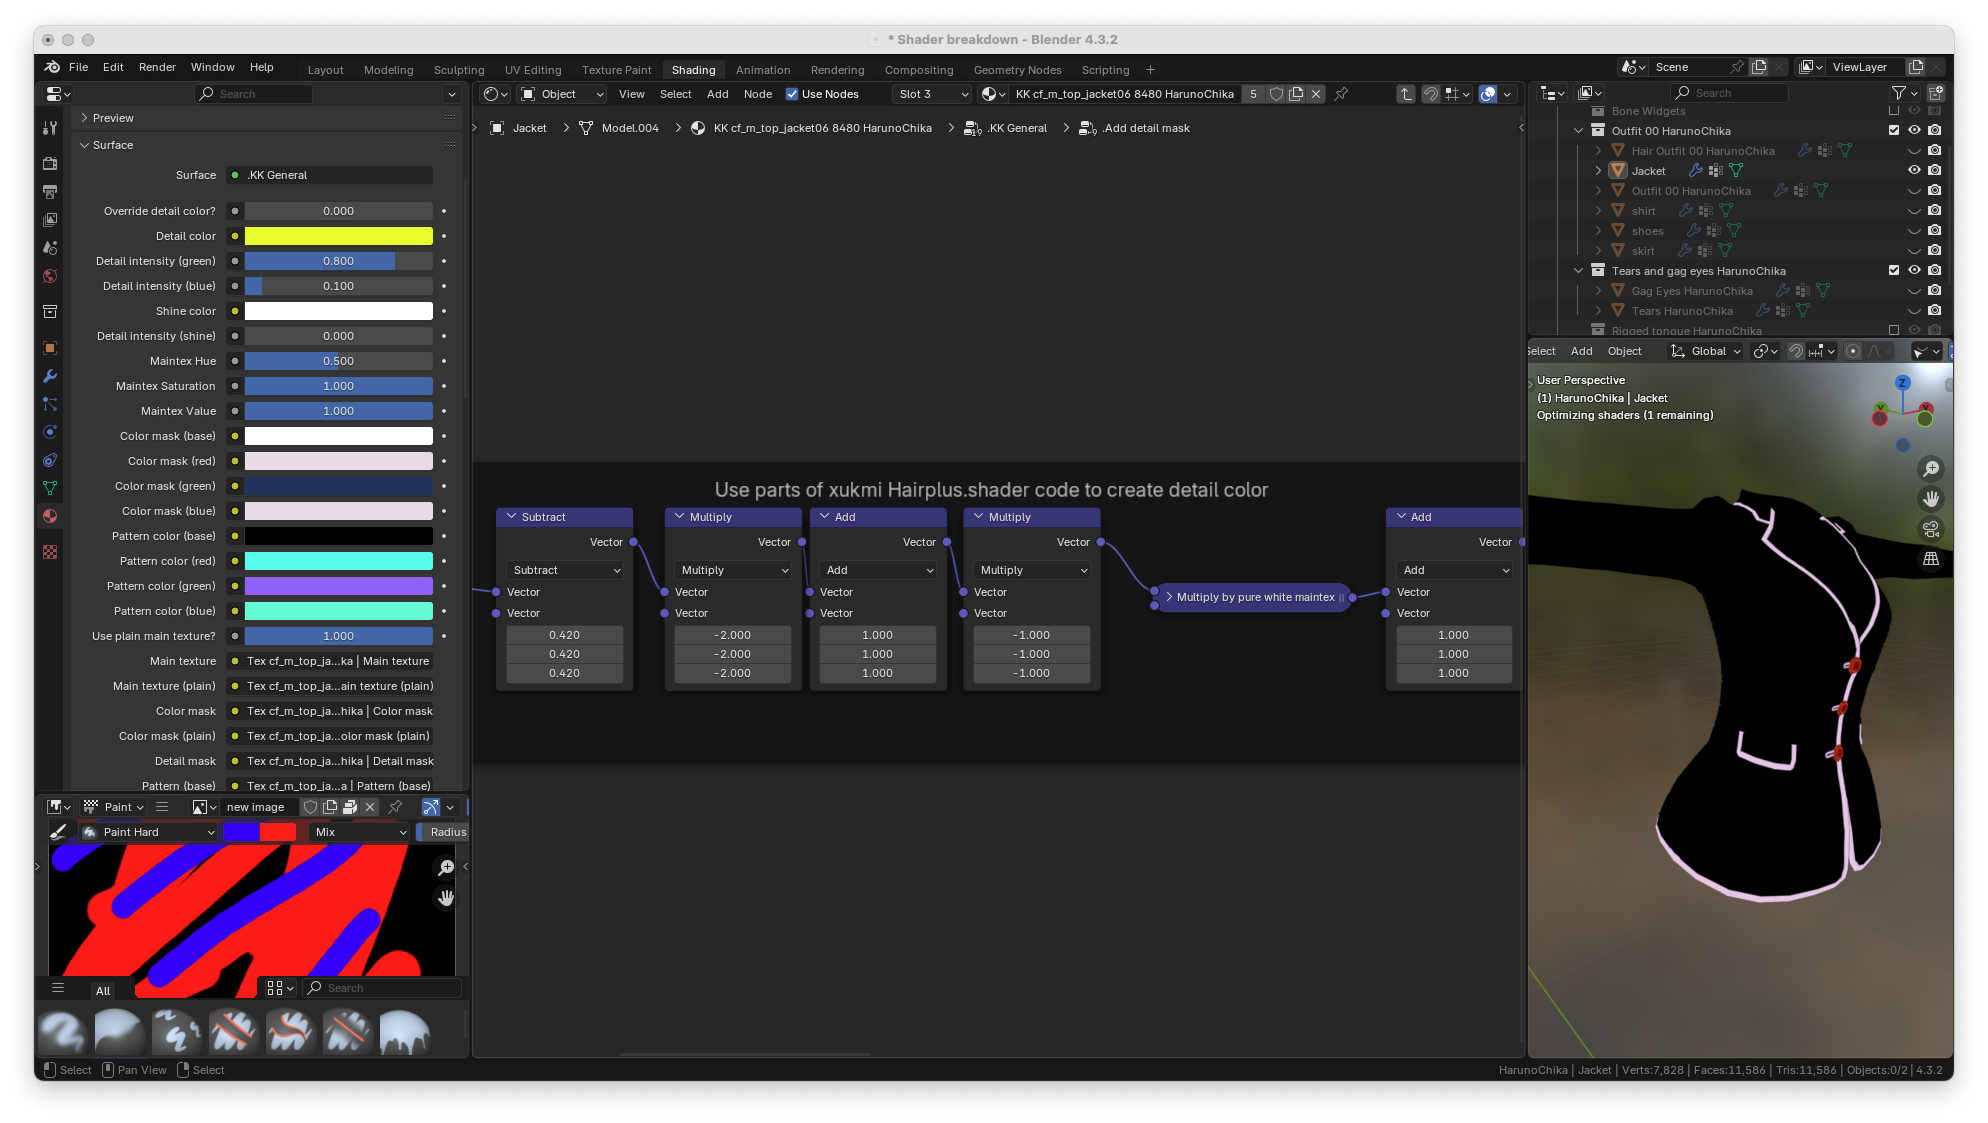 * Shader breakdown - Blender 4.3.2
File Edit Render Window Help
Layout Modeling Sculpting UV Editing Texture Paint Shading Animation Rendering Compositing Geometry Nodes Scripting +
Scene
ViewLayer
Search
Object
View Select Add Node Use Nodes
Slot 3
KK cf_m_top_jacket06 8480 HarunoChika
5
Search
Preview
Surface
Surface .KK General
Override detail color? 0.000
Detail color
Detail intensity (green) 0.800
Detail intensity (blue) 0.100
Shine color
Detail intensity (shine) 0.000
Maintex Hue 0.500
Maintex Saturation 1.000
Maintex Value 1.000
Color mask (base)
Color mask (red)
Color mask (green)
Color mask (blue)
Pattern color (base)
Pattern color (red)
Pattern color (green)
Pattern color (blue)
Use plain main texture? 1.000
Main texture Tex cf_m_top_ja...ka | Main texture
Main texture (plain) Tex cf_m_top_ja...ain texture (plain)
Color mask Tex cf_m_top_ja...hika | Color mask
Color mask (plain) Tex cf_m_top_ja...olor mask (plain)
Detail mask Tex cf_m_top_ja...hika | Detail mask
Pattern (base) Tex cf_m_top_ja...a | Pattern (base)
Paint
new image
Paint Hard
Mix
Radius
All
Search
Jacket > Model.004 > KK cf_m_top_jacket06 8480 HarunoChika > .KK General > .Add detail mask
Use parts of xukmi Hairplus.shader code to create detail color
Subtract
Vector
Subtract
Vector
Vector
0.420
0.420
0.420
Multiply
Vector
Multiply
Vector
Vector
-2.000
-2.000
-2.000
Add
Vector
Add
Vector
Vector
1.000
1.000
1.000
Multiply
Vector
Multiply
Vector
Vector
-1.000
-1.000
-1.000
Multiply by pure white maintex
Add
Vector
Add
Vector
Vector
1.000
1.000
1.000
Bone Widgets
Outfit 00 HarunoChika
Hair Outfit 00 HarunoChika
Jacket
Outfit 00 HarunoChika
shirt
shoes
skirt
Tears and gag eyes HarunoChika
Gag Eyes HarunoChika
Tears HarunoChika
Rigged tongue HarunoChika
Select Add Object
Global
User Perspective
(1) HarunoChika | Jacket
Optimizing shaders (1 remaining)
Z
Y
Select Pan View Select
HarunoChika | Jacket | Verts:7,828 | Faces:11,586 | Tris:11,586 | Objects:0/2 | 4.3.2